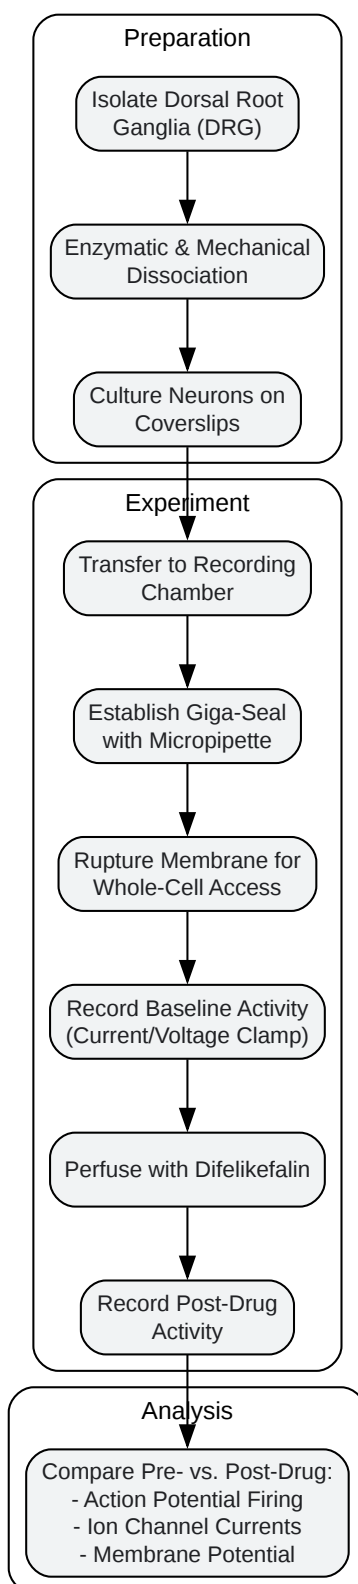 Preparation
Isolate Dorsal Root
Ganglia (DRG)
Enzymatic & Mechanical
Dissociation
Culture Neurons on
Coverslips
Experiment
Transfer to Recording
Chamber
Establish Giga-Seal
with Micropipette
Rupture Membrane for
Whole-Cell Access
Record Baseline Activity
(Current/Voltage Clamp)
Perfuse with Difelikefalin
Record Post-Drug
Activity
Analysis
Compare Pre- vs. Post-Drug:
- Action Potential Firing
- Ion Channel Currents
- Membrane Potential